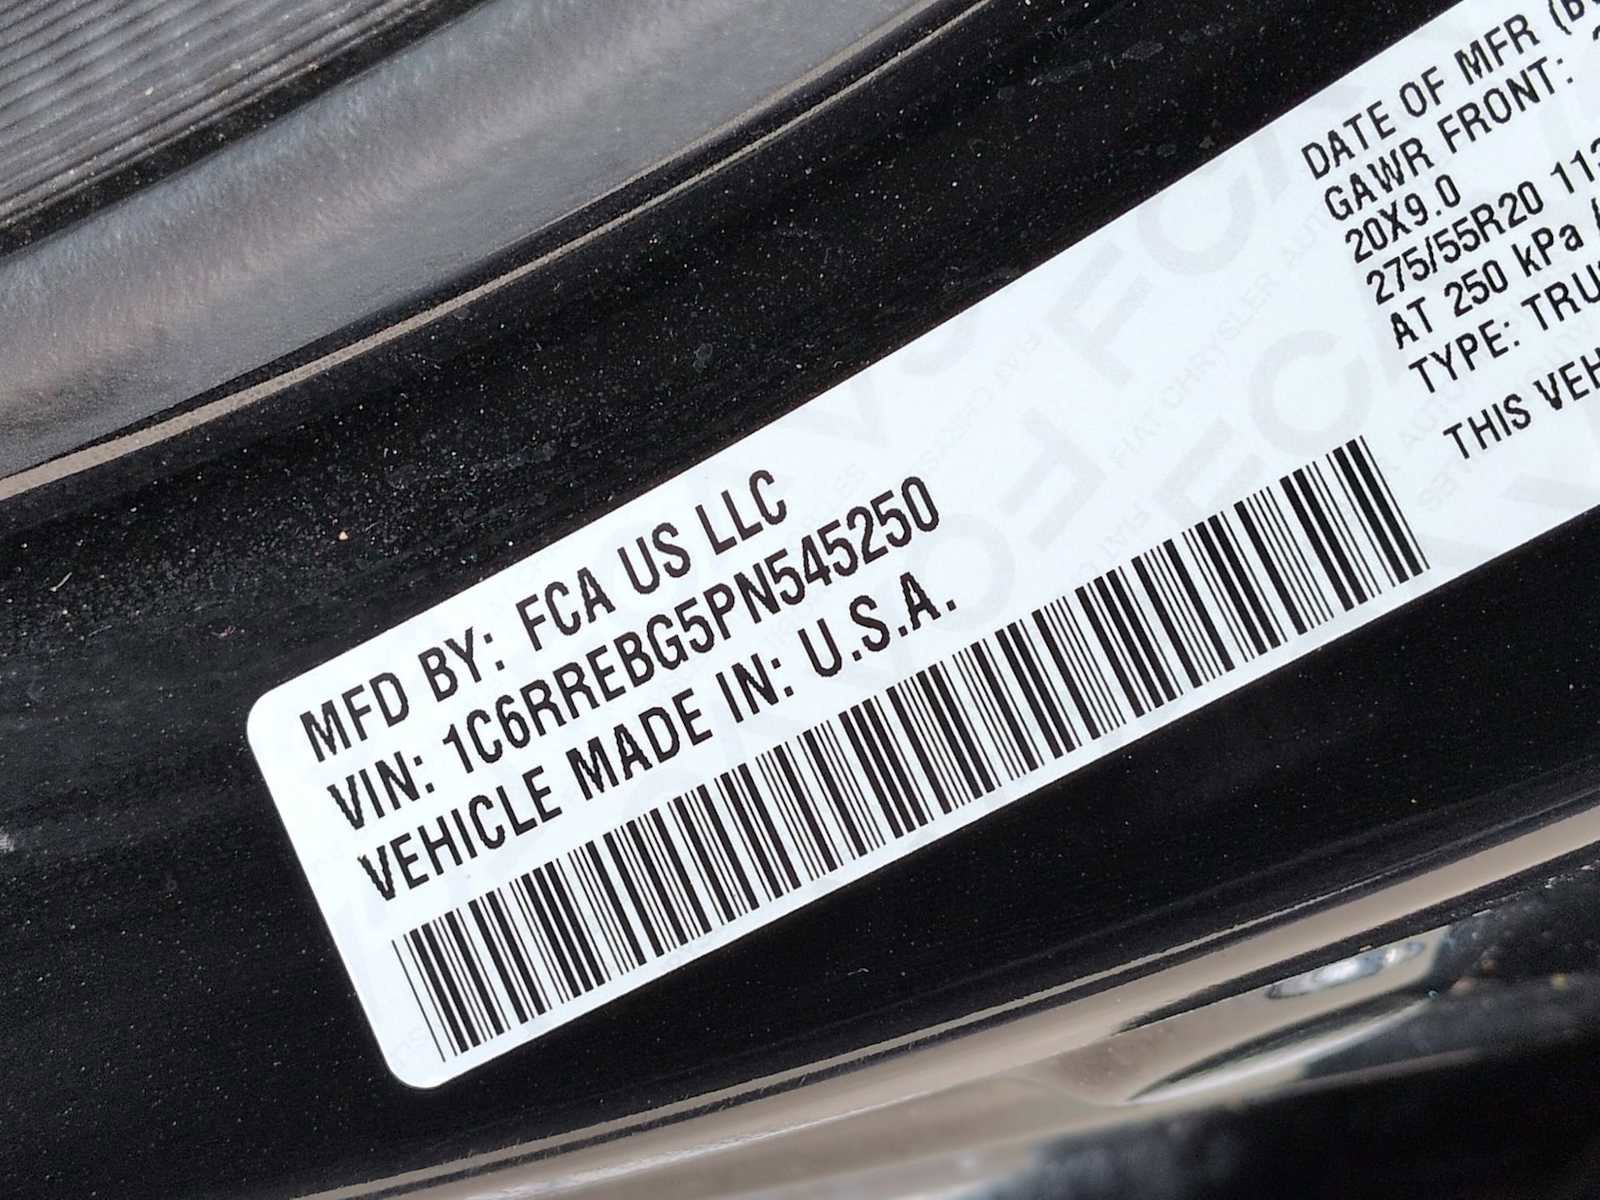 MFD BY: FCA US LLC
VIN: 1C6RREBG5PN545250
VEHICLE MADE IN: U.S.A.
DATE OF MFR
GAWR FRONT:
20X9.0
275/55R20
AT 250 kPa /
TYPE:
THIS